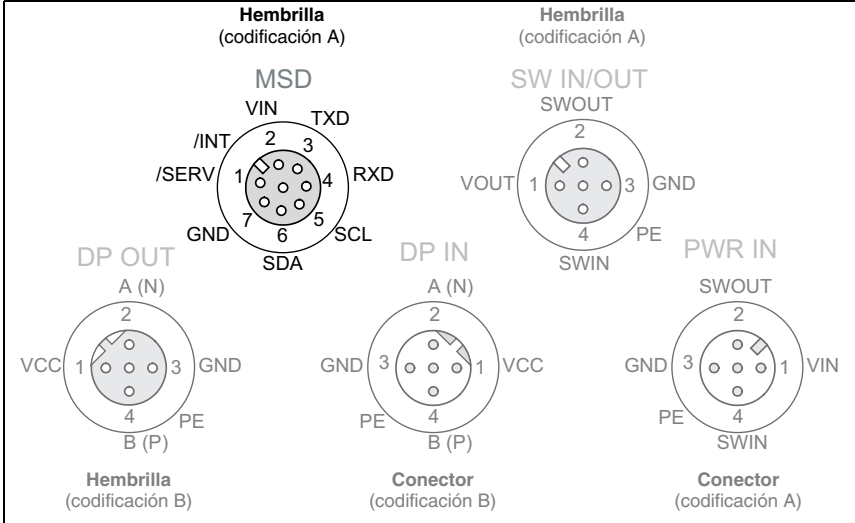 Hembrilla
(codificación A)
Hembrilla
(codificación A)
MSD
VIN
TXD
/INT
2
3
/SERV
1
4
RXD
7
5
GND
6
SCL
SDA
SW IN/OUT
SWOUT
2
VOUT
1
3
GND
4
PE
SWIN
DP OUT
A (N)
2
VCC
1
3
GND
4
PE
B (P)
Hembrilla
(codificación B)
DP IN
A (N)
2
GND
3
1
VCC
PE
4
B (P)
Conector
(codificación B)
PWR IN
SWOUT
2
GND
3
1
VIN
PE
4
SWIN
Conector
(codificación A)